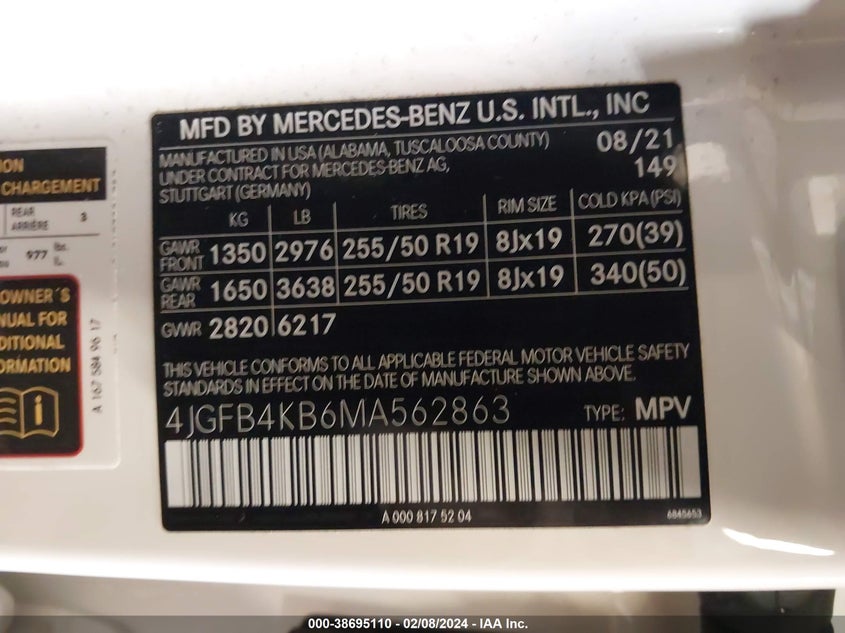 MFD BY MERCEDES-BENZ U.S. INTL., INC
MANUFACTURED IN USA (ALABAMA, TUSCALOOSA COUNTY)
UNDER CONTRACT FOR MERCEDES-BENZ AG,
STUTTGART (GERMANY)
08/21
149
KG LB TIRES RIM SIZE COLD KPA (PSI)
GAWR FRONT 1350 2976 255/50 R19 8Jx19 270(39)
GAWR REAR 1650 3638 255/50 R19 8Jx19 340(50)
GVWR 2820 6217
THIS VEHICLE CONFORMS TO ALL APPLICABLE FEDERAL MOTOR VEHICLE SAFETY
STANDARDS IN EFFECT ON THE DATE OF MANUFACTURE SHOWN ABOVE.
4JGFB4KB6MA562863 TYPE: MPV
A 000 817 52 04
6845653
CHARGEMENT
REAR 3
ARRIÈRE
977 lbs.
OWNER´S
FOR
A 167 584 96 17
000-38695110 - 02/08/2024 - IAA Inc.